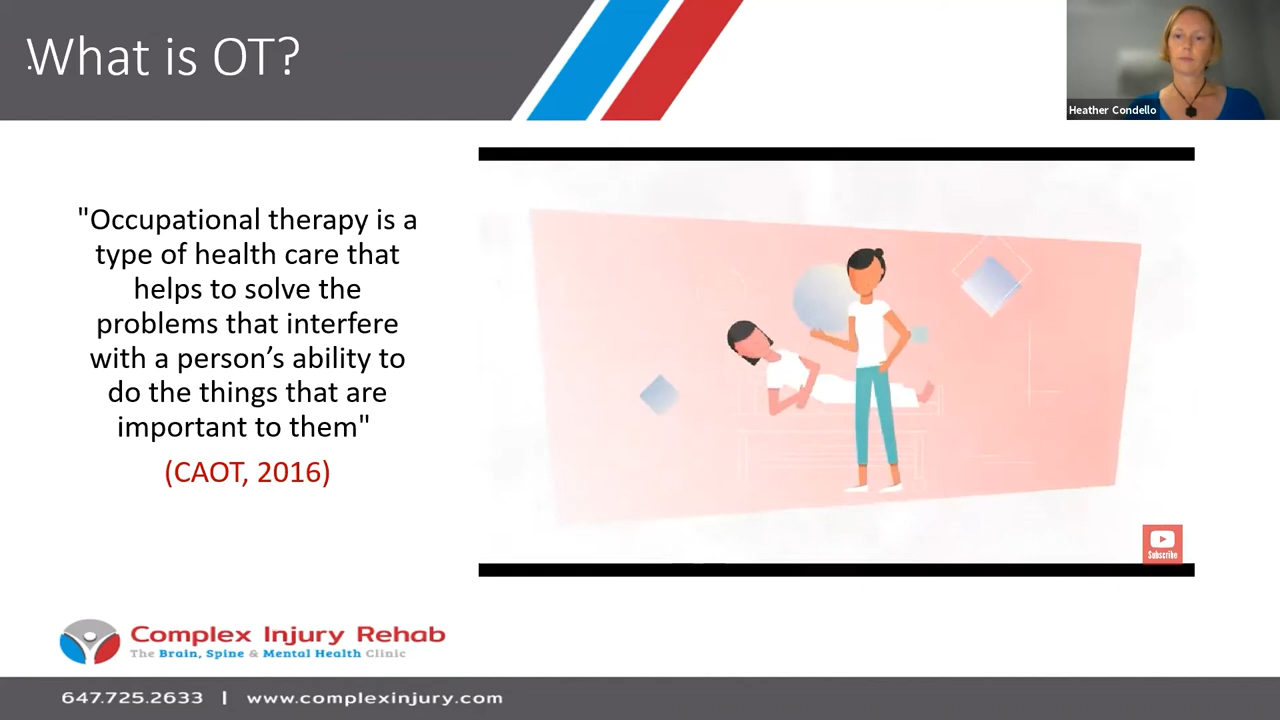 What is OT?
Heather Condello
"Occupational therapy is a
type of health care that
helps to solve the
problems that interfere
with a person’s ability to
do the things that are
important to them"
(CAOT, 2016)
Subscribe
Complex Injury Rehab
The Brain, Spine & Mental Health Clinic
647.725.2633 | www.complexinjury.com